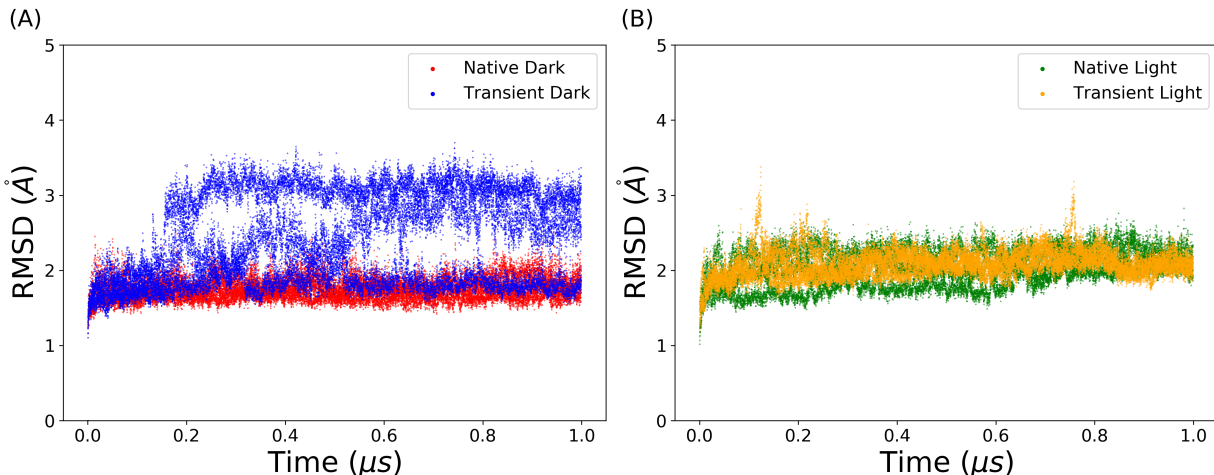 (A)
5
4
3
2
1
0
RMSD (Å)
0.0 0.2 0.4 0.6 0.8 1.0
Time (μs)
Native Dark
Transient Dark
(B)
5
4
3
2
1
0
RMSD (Å)
0.0 0.2 0.4 0.6 0.8 1.0
Time (μs)
Native Light
Transient Light